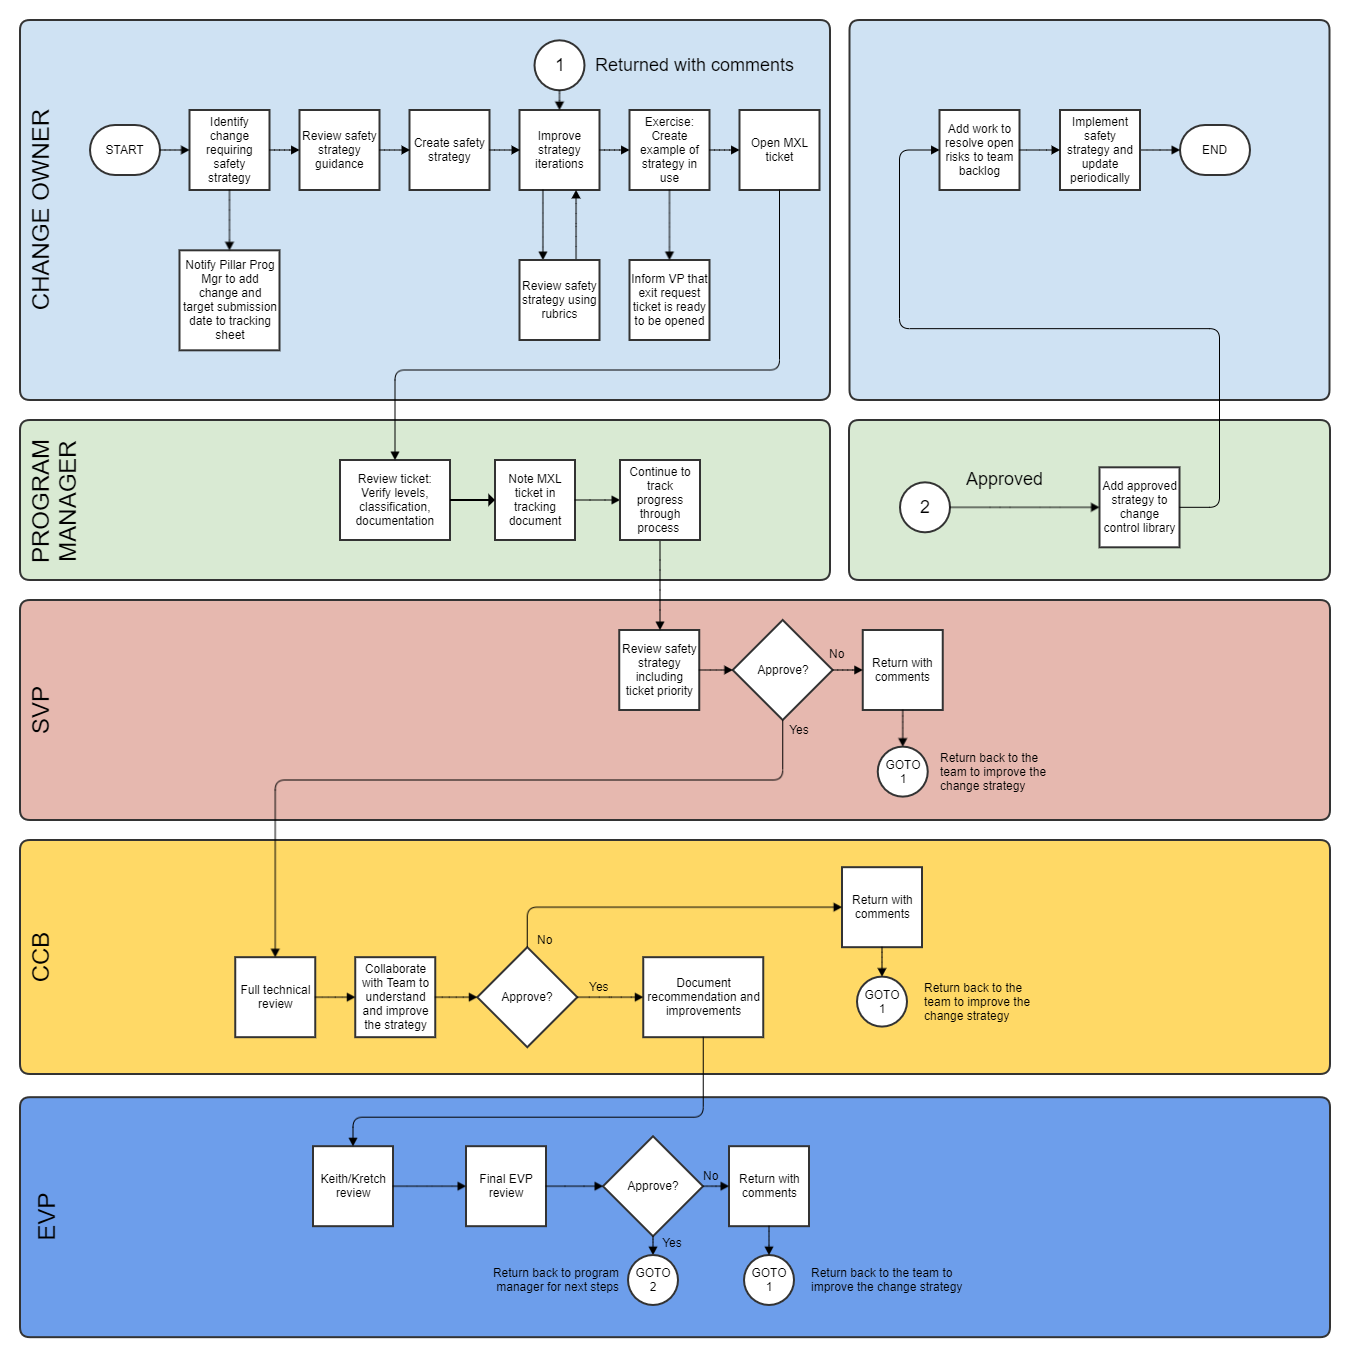 CHANGE OWNER
1
Returned with comments
START
Identify
change
requiring
safety
strategy
Review safety
strategy
guidance
Create safety
strategy
Improve
strategy
iterations
Exercise:
Create
example of
strategy in
use
Open MXL
ticket
Notify Pillar Prog
Mgr to add
change and
target submission
date to tracking
sheet
Review safety
strategy using
rubrics
Inform VP that
exit request
ticket is ready
to be opened
Add work to
resolve open
risks to team
backlog
Implement
safety
strategy and
update
periodically
END
PROGRAM
MANAGER
Review ticket:
Verify levels,
classification,
documentation
Note MXL
ticket in
tracking
document
Continue to
track
progress
through
process
2
Approved
Add approved
strategy to
change
control library
SVP
Review safety
strategy
including
ticket priority
Approve?
No
Yes
Return with
comments
GOTO
1
Return back to the
team to improve the
change strategy
CCB
Full technical
review
Collaborate
with Team to
understand
and improve
the strategy
Approve?
No
Yes
Document
recommendation and
improvements
Return with
comments
GOTO
1
Return back to the
team to improve the
change strategy
EVP
Keith/Kretch
review
Final EVP
review
Approve?
No
Yes
Return with
comments
Return back to program
manager for next steps
GOTO
2
GOTO
1
Return back to the team to
improve the change strategy